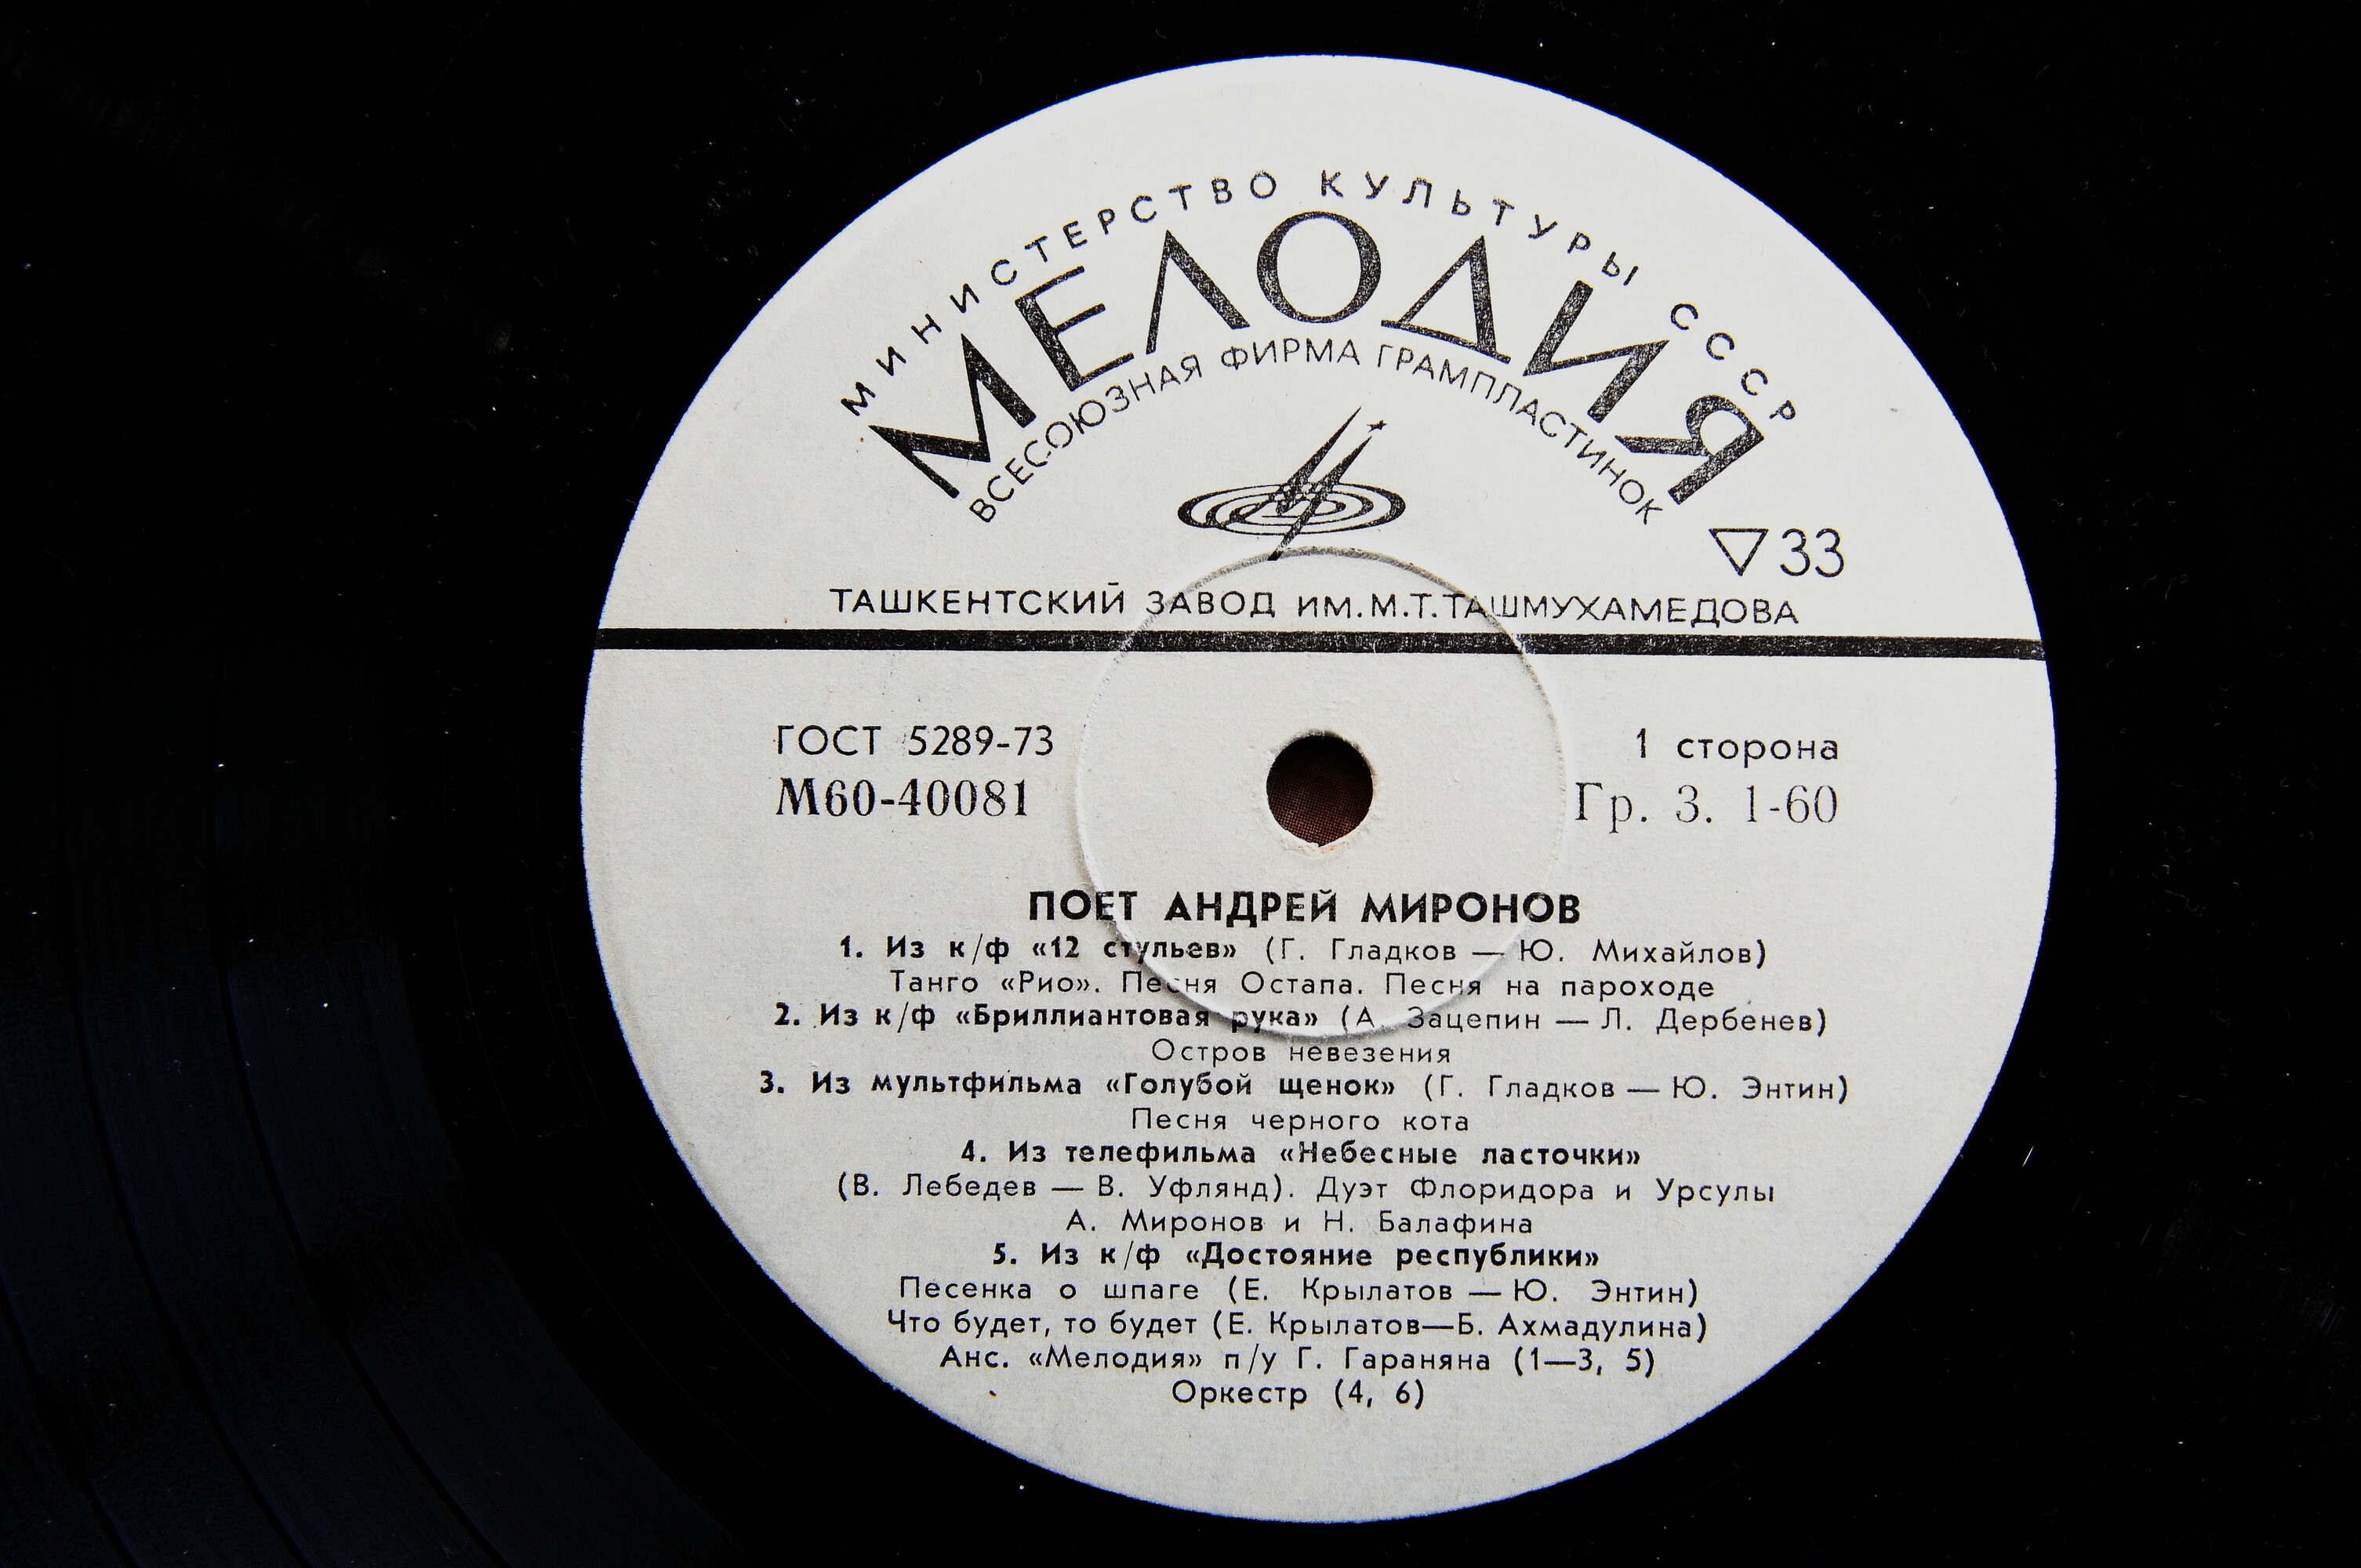 МИНИСТЕРСТВО КУЛЬТУРЫ СССР
МЕЛОДИЯ
ВСЕСОЮЗНАЯ ФИРМА ГРАМПЛАСТИНОК
▽33
ТАШКЕНТСКИЙ ЗАВОД ИМ.М.Т.ТАШМУХАМЕДОВА
ГОСТ 5289-73
1 сторона
М60-40081
Гр. 3. 1-60
ПОЕТ АНДРЕЙ МИРОНОВ
1. Из к/ф «12 стульев» (Г. Гладков — Ю. Михайлов)
Танго «Рио». Песня Остапа. Песня на пароходе
2. Из к/ф «Бриллиантовая рука» (А. Зацепин — Л. Дербенев)
Остров невезения
3. Из мультфильма «Голубой щенок» (Г. Гладков — Ю. Энтин)
Песня черного кота
4. Из телефильма «Небесные ласточки»
(В. Лебедев — В. Уфлянд). Дуэт Флоридора и Урсулы
А. Миронов и Н. Балафина
5. Из к/ф «Достояние республики»
Песенка о шпаге (Е. Крылатов — Ю. Энтин)
Что будет, то будет (Е. Крылатов—Б. Ахмадулина)
Анс. «Мелодия» п/у Г. Гараняна (1—3, 5)
Оркестр (4, 6)